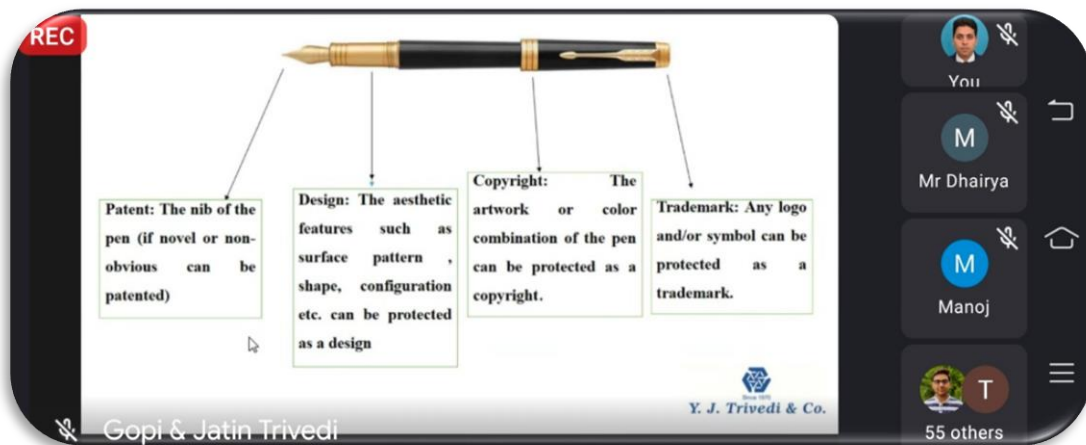 REC
Patent: The nib of the
pen (if novel or non-
obvious can be
patented)
Design: The aesthetic
features such as
surface pattern ,
shape, configuration
etc. can be protected
as a design
Copyright: The
artwork or color
combination of the pen
can be protected as a
copyright.
Trademark: Any logo
and/or symbol can be
protected as a
trademark.
Since 1970
Y. J. Trivedi & Co.
Gopi & Jatin Trivedi
You
M
Mr Dhairya
M
Manoj
T
55 others